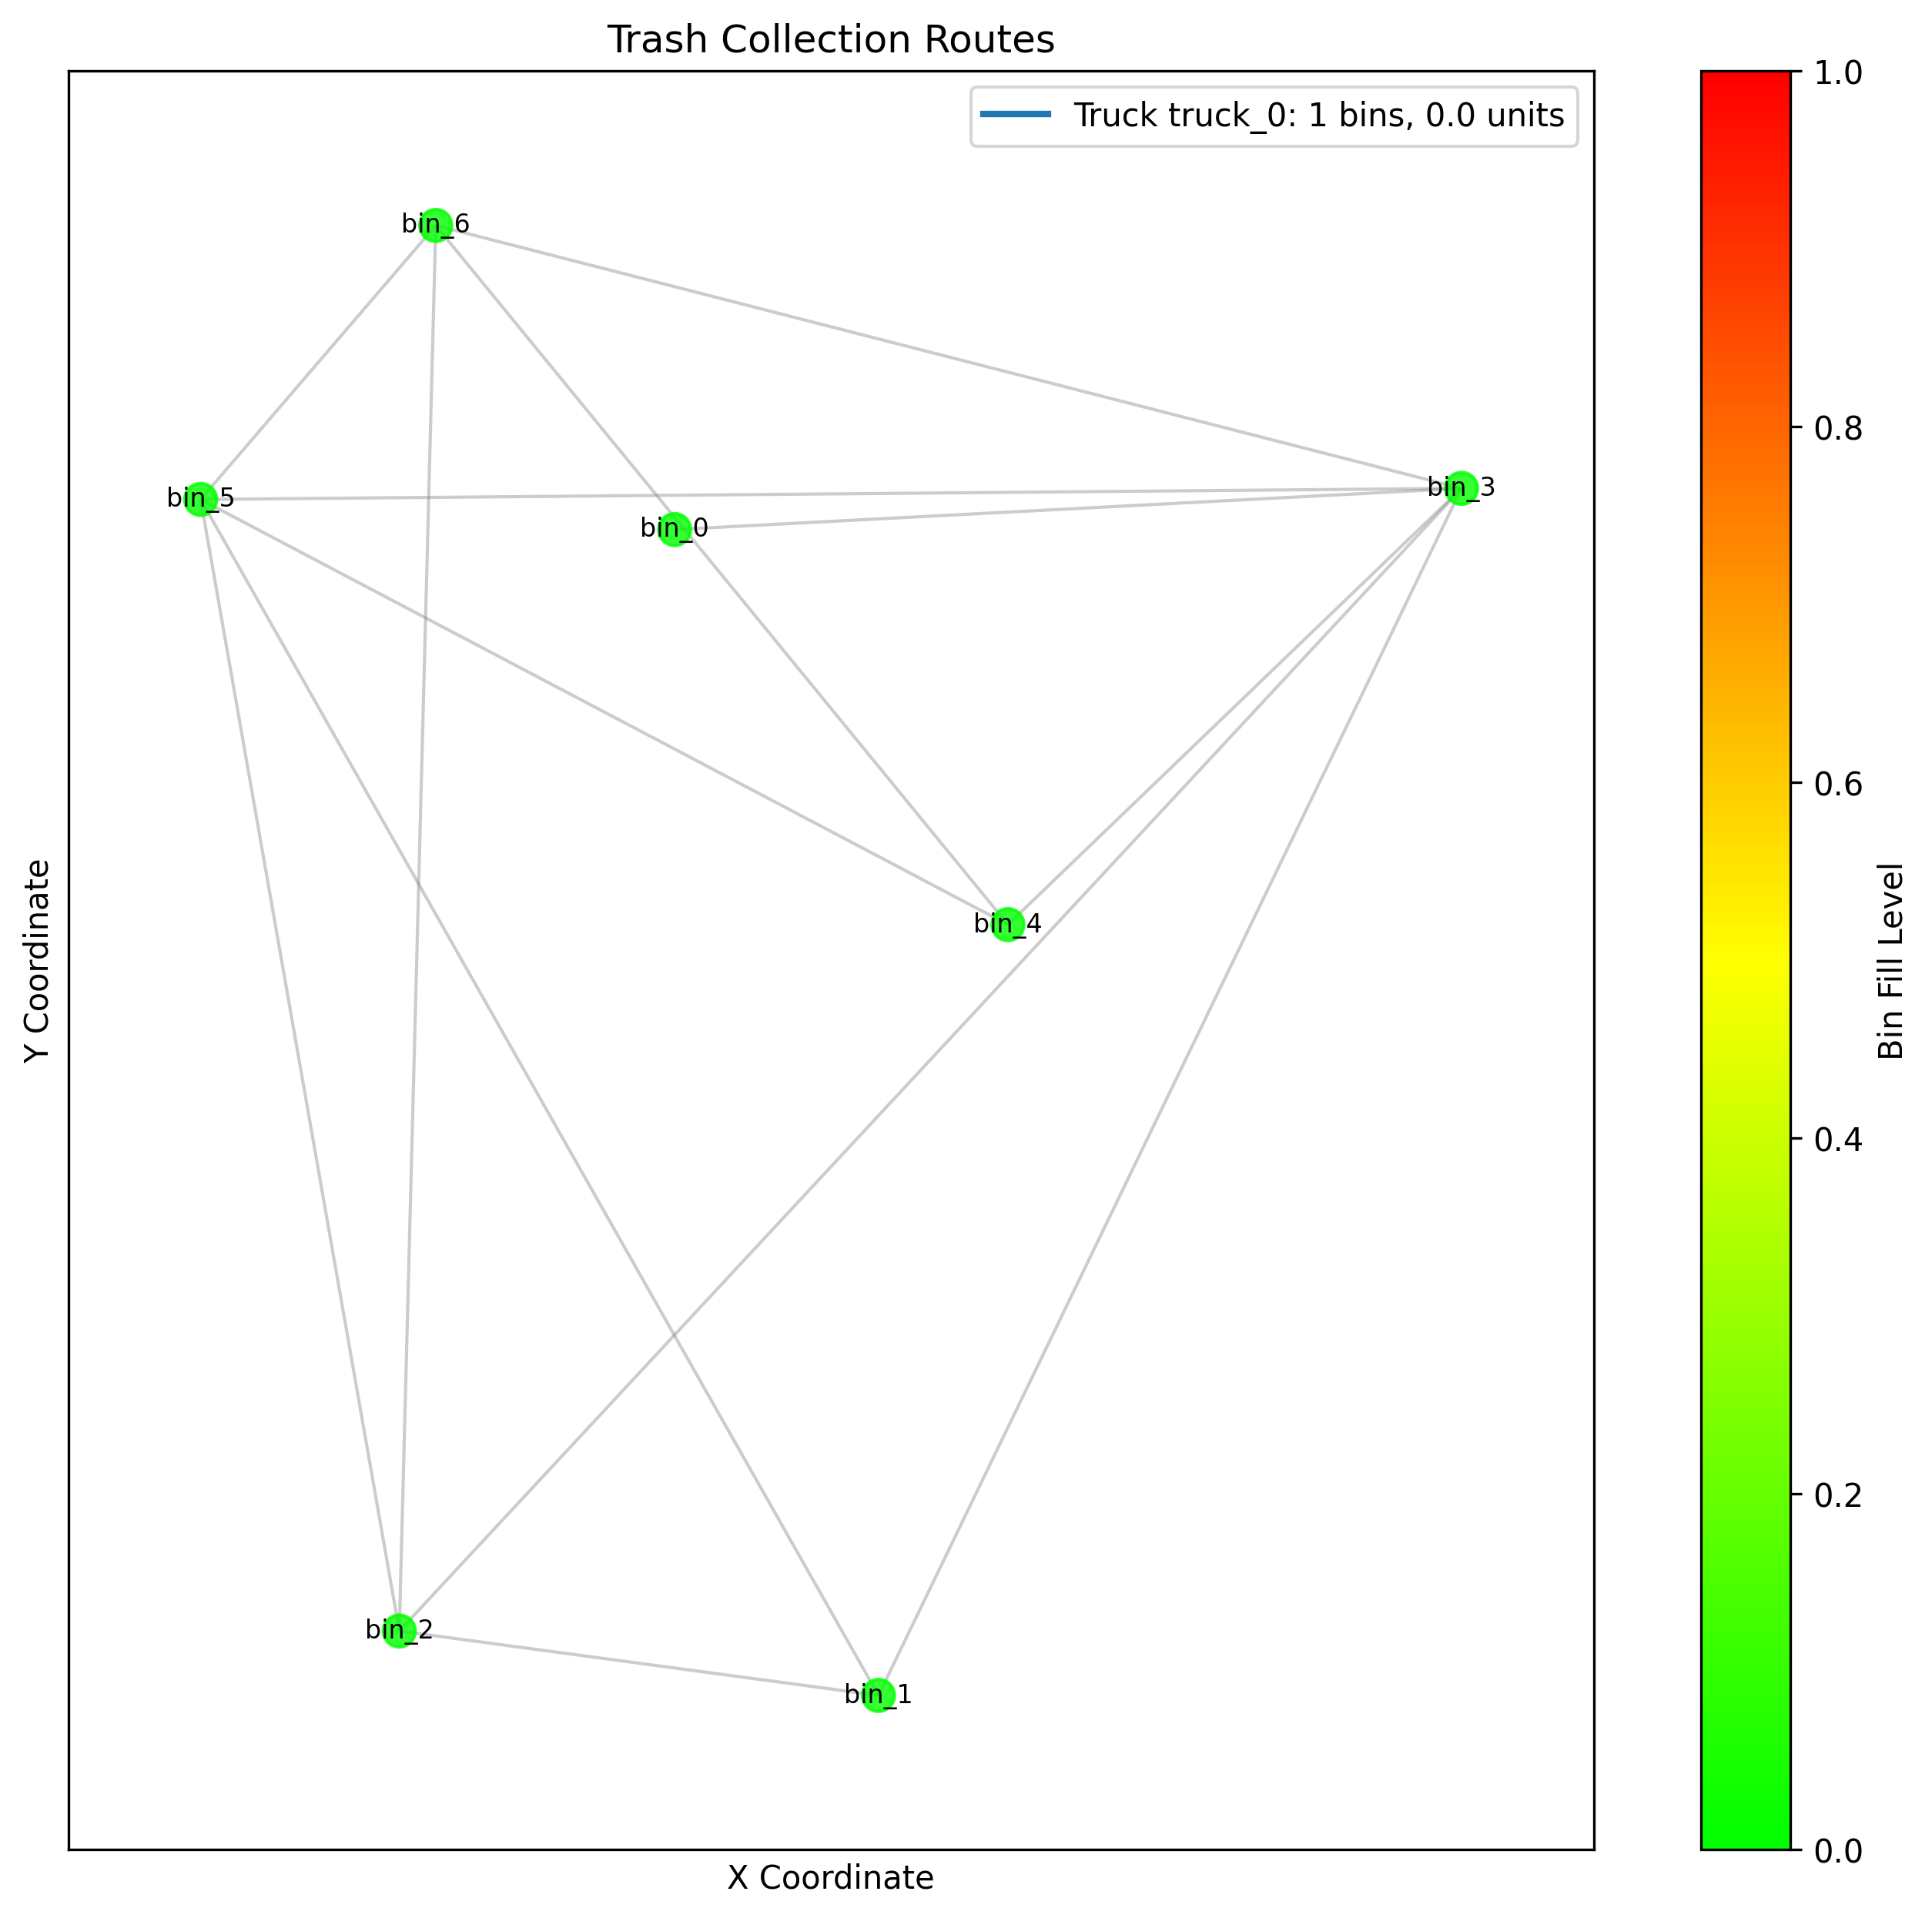 Trash Collection Routes
Truck truck_0: 1 bins, 0.0 units
bin_6
bin_5
bin_3
bin_0
bin_4
bin_2
bin_1
Y Coordinate
X Coordinate
1.0
0.8
0.6
0.4
0.2
0.0
Bin Fill Level